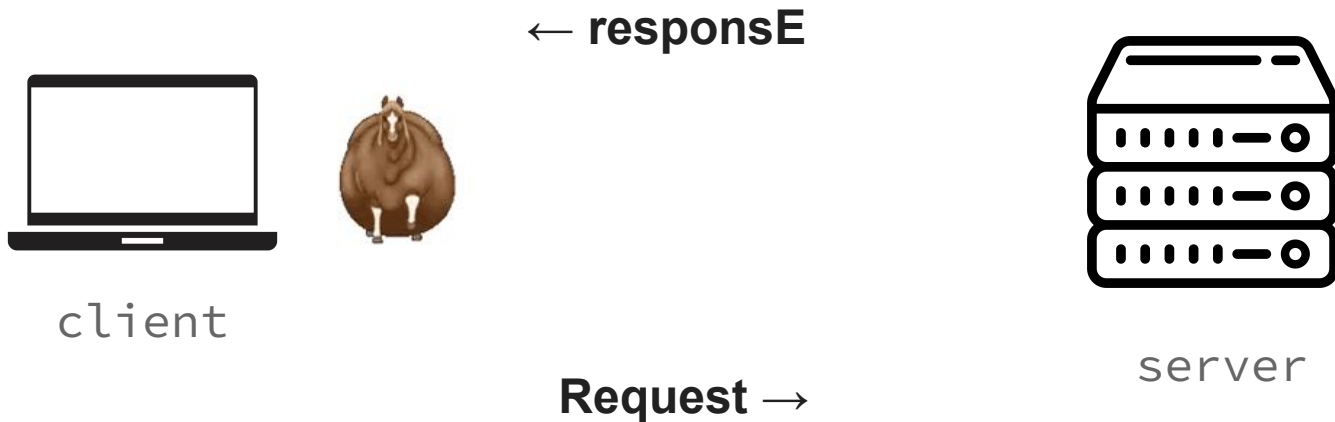 ← responsE
client
server
Request →